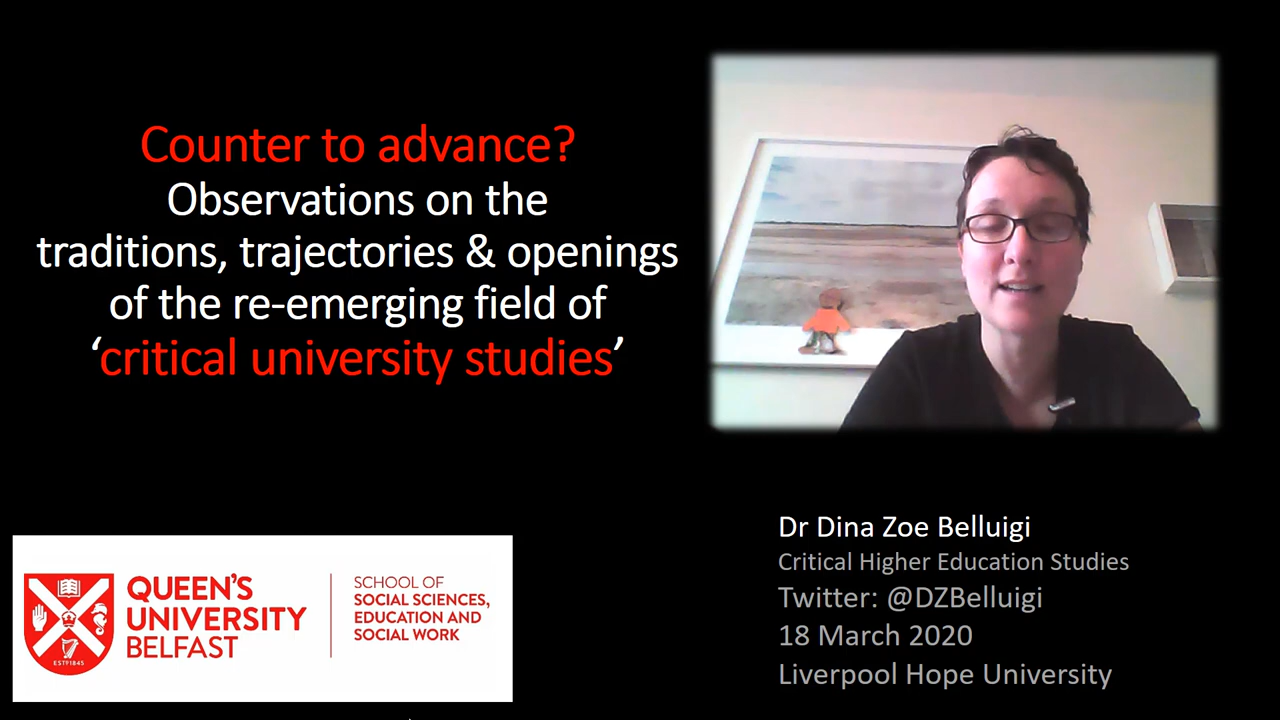 Counter to advance?
Observations on the
traditions, trajectories & openings
of the re-emerging field of
‘critical university studies’
Dr Dina Zoe Belluigi
Critical Higher Education Studies
Twitter: @DZBelluigi
18 March 2020
Liverpool Hope University
QUEEN'S
UNIVERSITY
BELFAST
ESTD1845
SCHOOL OF
SOCIAL SCIENCES,
EDUCATION AND
SOCIAL WORK